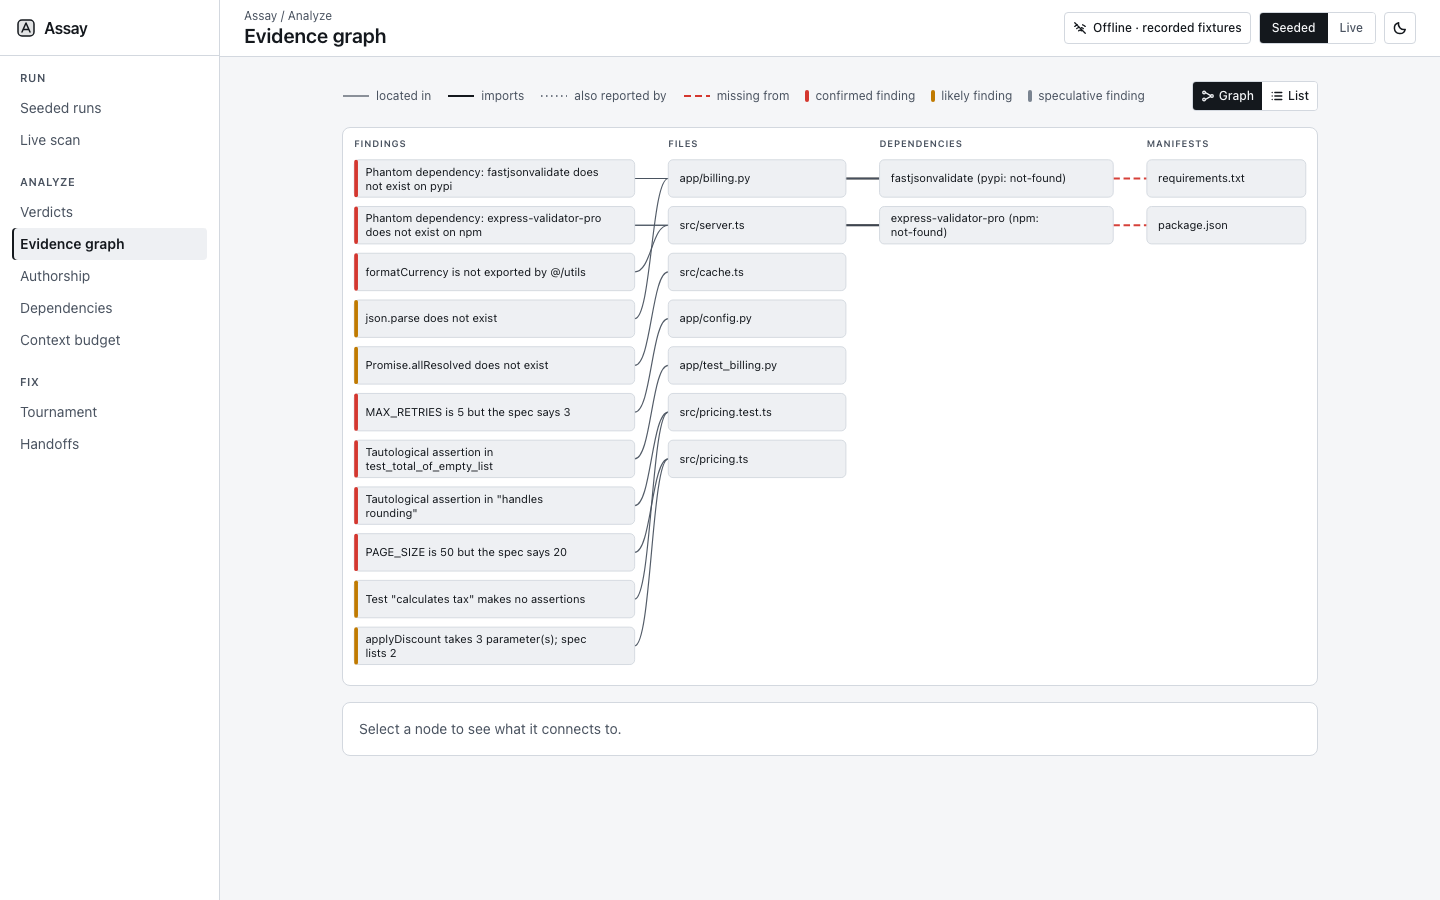 Assay
RUN
Seeded runs
Live scan
ANALYZE
Verdicts
Evidence graph
Authorship
Dependencies
Context budget
FIX
Tournament
Handoffs
Assay / Analyze
Evidence graph
Offline · recorded fixtures
Seeded
Live
located in
imports
also reported by
missing from
confirmed finding
likely finding
speculative finding
Graph
List
FINDINGS
Phantom dependency: fastjsonvalidate does
not exist on pypi
Phantom dependency: express-validator-pro
does not exist on npm
formatCurrency is not exported by @/utils
json.parse does not exist
Promise.allResolved does not exist
MAX_RETRIES is 5 but the spec says 3
Tautological assertion in
test_total_of_empty_list
Tautological assertion in "handles
rounding"
PAGE_SIZE is 50 but the spec says 20
Test "calculates tax" makes no assertions
applyDiscount takes 3 parameter(s); spec
lists 2
FILES
app/billing.py
src/server.ts
src/cache.ts
app/config.py
app/test_billing.py
src/pricing.test.ts
src/pricing.ts
DEPENDENCIES
fastjsonvalidate (pypi: not-found)
express-validator-pro (npm:
not-found)
MANIFESTS
requirements.txt
package.json
Select a node to see what it connects to.